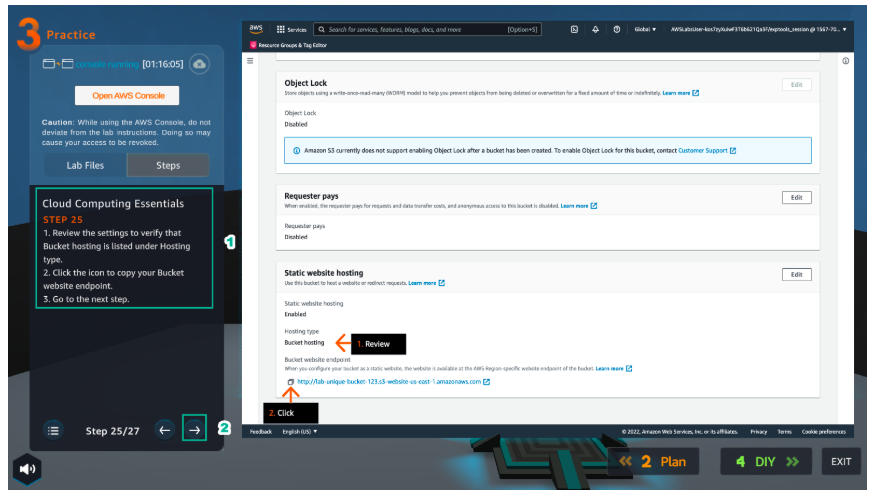 3 Practice
console running [01:16:05]
Open AWS Console
Caution: While using the AWS Console, do not
deviate from the lab instructions. Doing so may
cause your access to be revoked.
Lab Files Steps
Cloud Computing Essentials
STEP 25
1. Review the settings to verify that
Bucket hosting is listed under Hosting
type.
2. Click the icon to copy your Bucket
website endpoint.
3. Go to the next step.
1
Step 25/27
2
aws Services Search for services, features, blogs, docs, and more [Option+S] Global
Resource Groups & Tag Editor
Object Lock Edit
Store objects using a write-once-read-many (WORM) model to help you prevent objects from being deleted or overwritten for a fixed amount of time or indefinitely. Learn more
Object Lock
Disabled
Amazon S3 currently does not support enabling Object Lock after a bucket has been created. To enable Object Lock for this bucket, contact Customer Support
Requester pays Edit
When enabled, the requester pays for requests and data transfer costs, and anonymous access to this bucket is disabled. Learn more
Requester pays
Disabled
Static website hosting Edit
Use this bucket to host a website or redirect requests. Learn more
Static website hosting
Enabled
Hosting type
Bucket hosting
1. Review
Bucket website endpoint
When you configure your bucket as a static website, the website is available at the AWS Region-specific website endpoint of the bucket. Learn more
http://lab-unique-bucket-123.s3-website-us-east-1.amazonaws.com
2. Click
Feedback English (US) © 2022, Amazon Web Services, Inc. or its affiliates. Privacy Terms Cookie preferences
2 Plan
4 DIY
EXIT